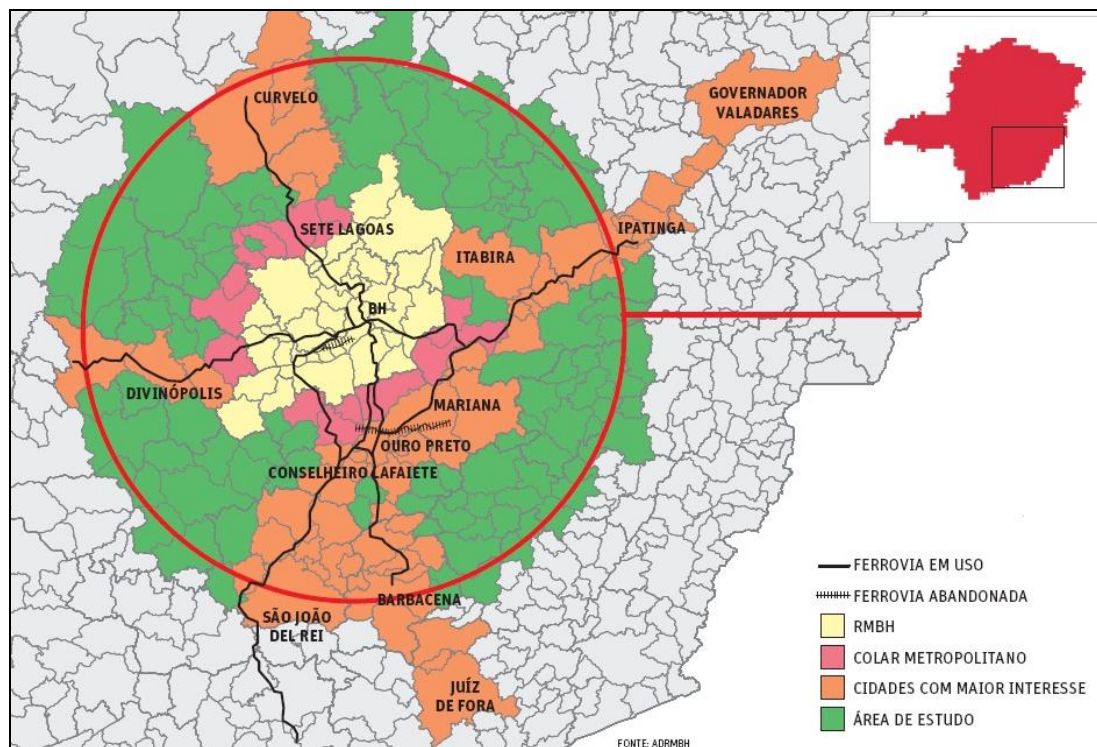 CURVELO
GOVERNADOR
VALADARES
SETE LAGOAS
IPATINGA
ITABIRA
BH
DIVINÓPOLIS
MARIANA
OURO PRETO
CONSELHEIRO LAFAIETE
BARBACENA
SÃO JOÃO
DEL REI
JUÍZ
DE FORA
FERROVIA EM USO
FERROVIA ABANDONADA
RMBH
COLAR METROPOLITANO
CIDADES COM MAIOR INTERESSE
ÁREA DE ESTUDO
FONTE: ADRMBH